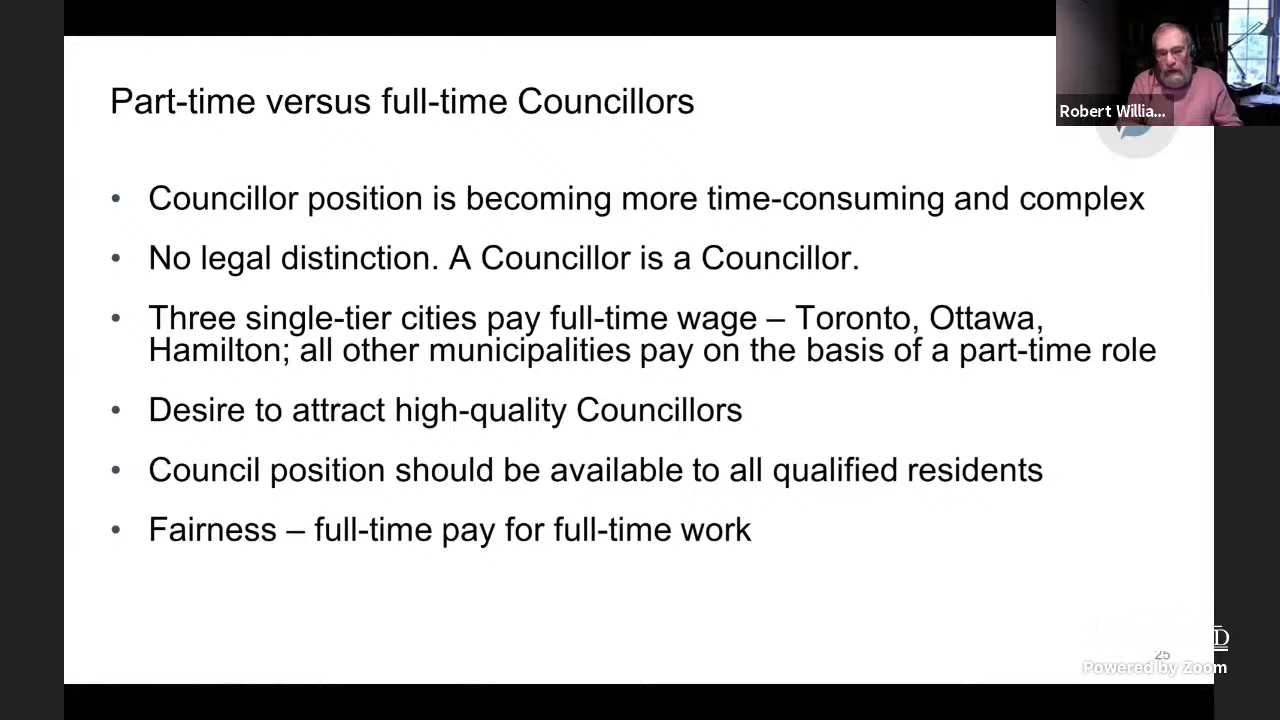 Part-time versus full-time Councillors
Robert Willia...
• Councillor position is becoming more time-consuming and complex
• No legal distinction. A Councillor is a Councillor.
• Three single-tier cities pay full-time wage – Toronto, Ottawa,
Hamilton; all other municipalities pay on the basis of a part-time role
• Desire to attract high-quality Councillors
• Council position should be available to all qualified residents
• Fairness – full-time pay for full-time work
D
25
Powered by Zoom